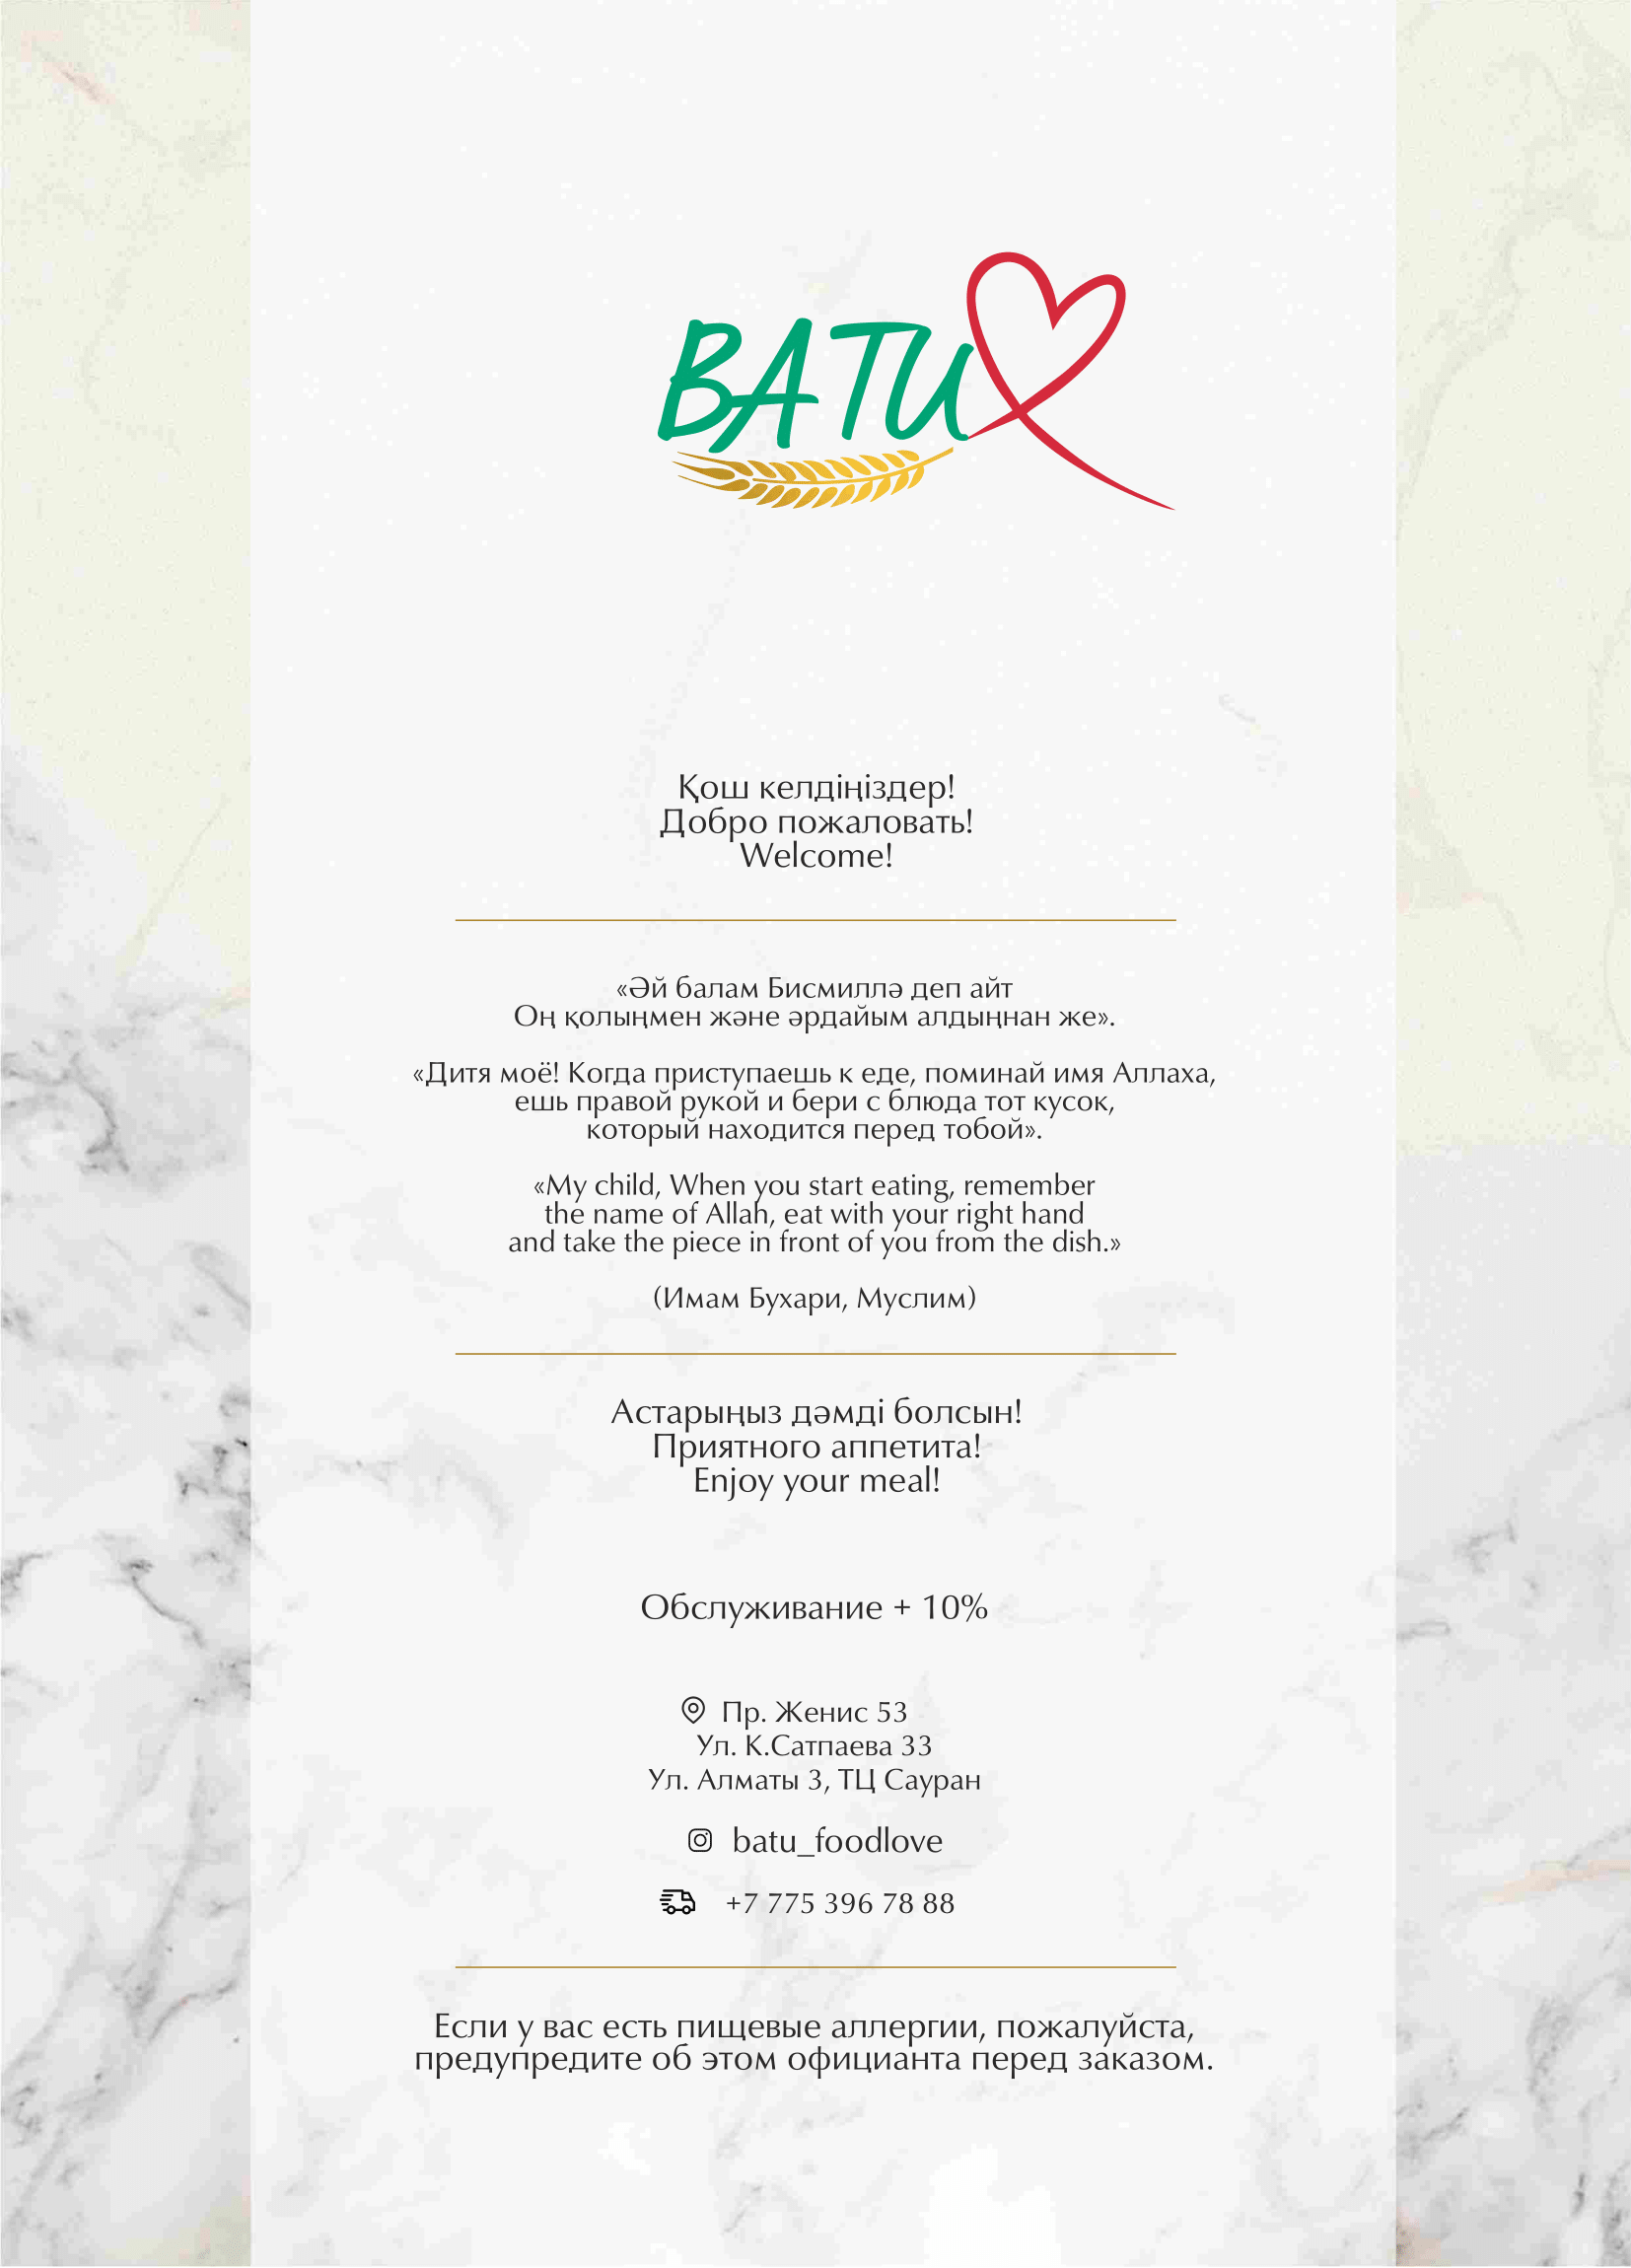 BATU
Қош келдіңіздер!
Добро пожаловать!
Welcome!
«Әй балам Бисмиллә деп айт
Оң қолыңмен және әрдайым алдыңнан же».
«Дитя моё! Когда приступаешь к еде, поминай имя Аллаха,
ешь правой рукой и бери с блюда тот кусок,
который находится перед тобой».
«My child, When you start eating, remember
the name of Allah, eat with your right hand
and take the piece in front of you from the dish.»
(Имам Бухари, Муслим)
Астарыңыз дәмді болсын!
Приятного аппетита!
Enjoy your meal!
Обслуживание + 10%
Пр. Женис 53
Ул. К.Сатпаева 33
Ул. Алматы 3, ТЦ Сауран
batu_foodlove
+7 775 396 78 88
Если у вас есть пищевые аллергии, пожалуйста,
предупредите об этом официанта перед заказом.